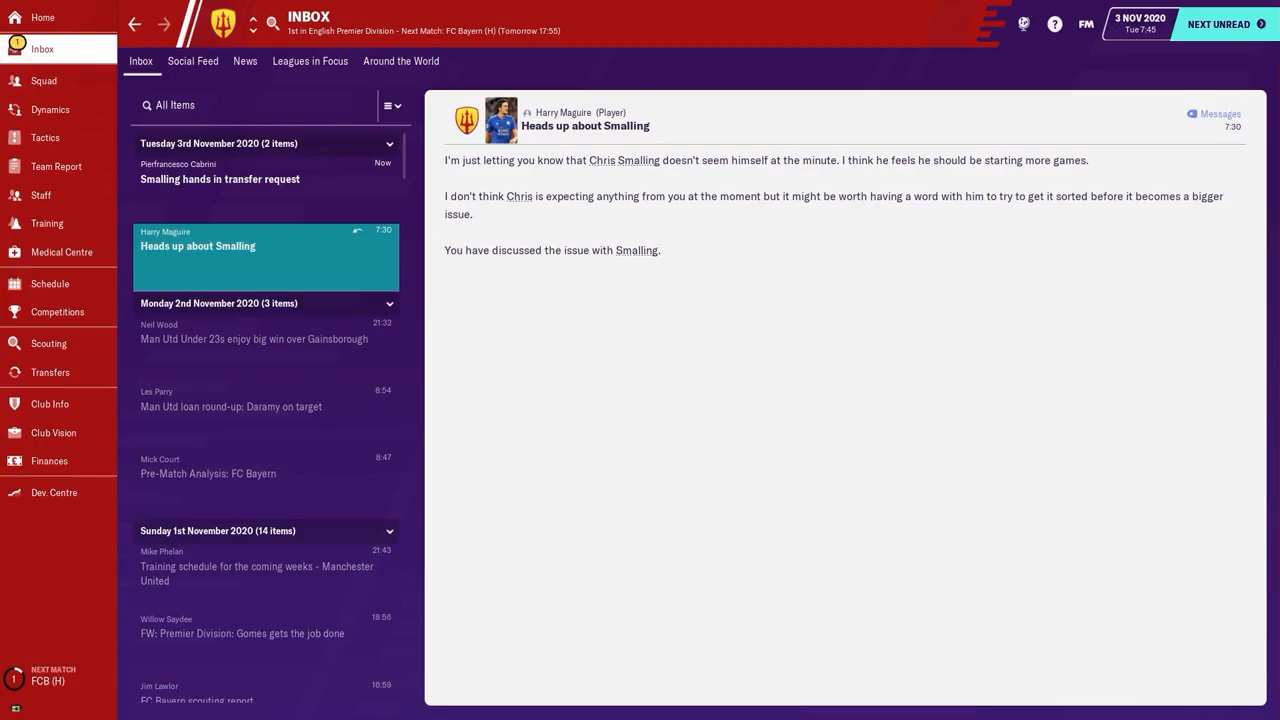 Home
1
Inbox
Squad
Dynamics
Tactics
Team Report
Staff
Training
Medical Centre
Schedule
Competitions
Scouting
Transfers
Club Info
Club Vision
Finances
Dev. Centre
NEXT MATCH
1
FCB (H)
INBOX
1st in English Premier Division - Next Match: FC Bayern (H) (Tomorrow 17:55)
?
FM
3 NOV 2020
Tue 7:45
NEXT UNREAD
Inbox Social Feed News Leagues in Focus Around the World
All Items
Tuesday 3rd November 2020 (2 items)
Pierfrancesco Cabrini Now
Smalling hands in transfer request
Harry Maguire 7:30
Heads up about Smalling
Monday 2nd November 2020 (3 items)
Neil Wood 21:32
Man Utd Under 23s enjoy big win over Gainsborough
Les Parry 8:54
Man Utd loan round-up: Daramy on target
Mick Court 8:47
Pre-Match Analysis: FC Bayern
Sunday 1st November 2020 (14 items)
Mike Phelan 21:43
Training schedule for the coming weeks - Manchester
United
Willow Saydee 18:56
FW: Premier Division: Gomes gets the job done
Jim Lawlor 16:59
FC Bayern scouting report
Harry Maguire (Player)
Heads up about Smalling
Messages
7:30
I'm just letting you know that Chris Smalling doesn't seem himself at the minute. I think he feels he should be starting more games.
I don't think Chris is expecting anything from you at the moment but it might be worth having a word with him to try to get it sorted before it becomes a bigger
issue.
You have discussed the issue with Smalling.